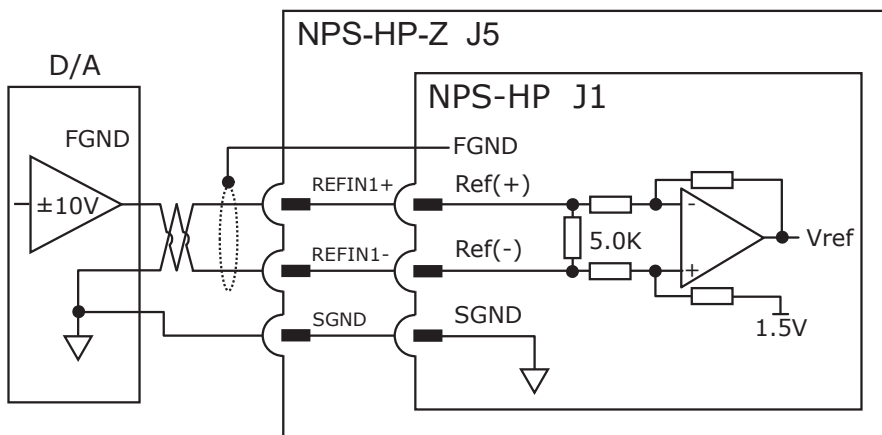 NPS-HP-Z J5
D/A
NPS-HP J1
FGND
FGND
REFIN1+
Ref(+)
±10V
-
5.0K
Vref
REFIN1-
Ref(-)
+
SGND
SGND
1.5V